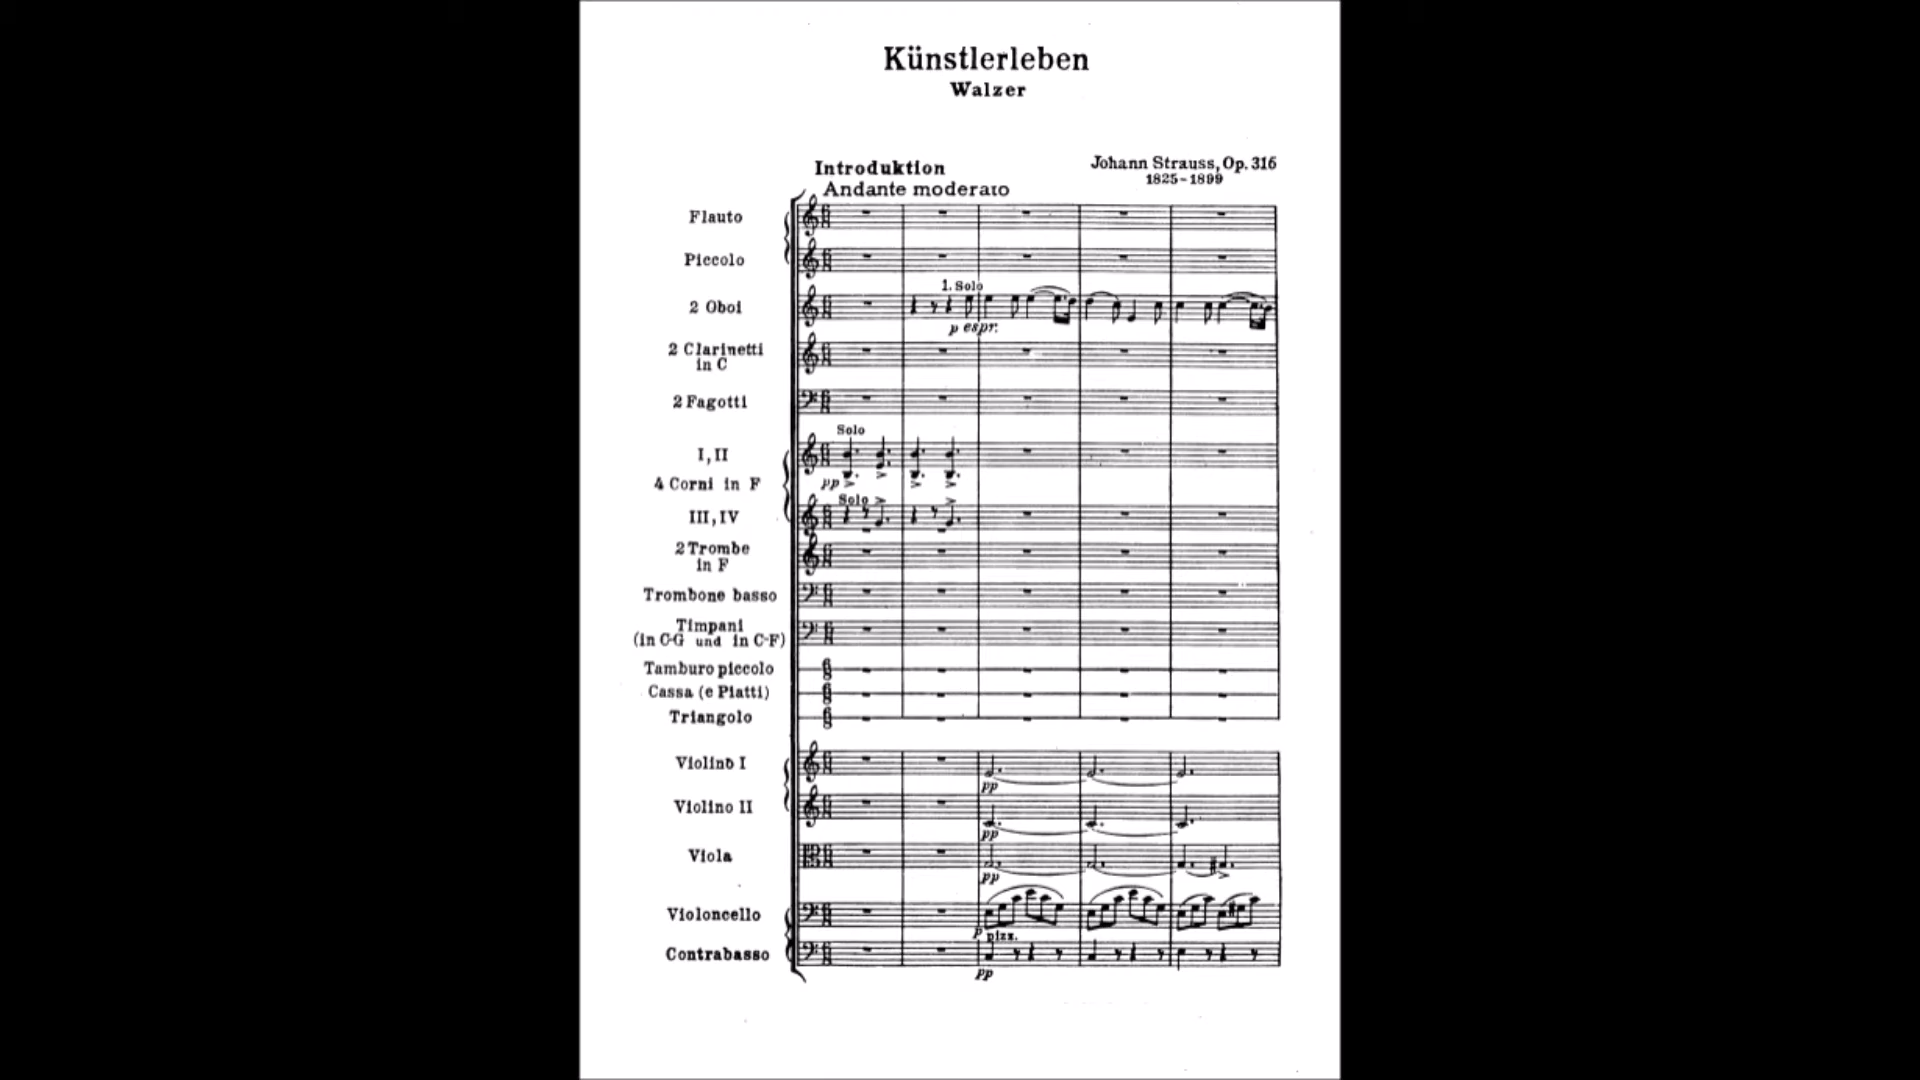 Künstlerleben
Walzer
Introduktion
Johann Strauss, Op. 316
1825-1899
Andante moderato
Flauto
Piccolo
1. Solo
2 Oboi
p espr.
2 Clarinetti
in C
2 Fagotti
Solo
I, II
pp
4 Corni in F
Solo
III, IV
2 Trombe
in F
Trombone basso
Timpani
(in C-G und in C-F)
Tamburo piccolo
Cassa (e Piatti)
Triangolo
Violino I
pp
Violino II
pp
Viola
pp
Violoncello
p
pizz.
Contrabasso
pp